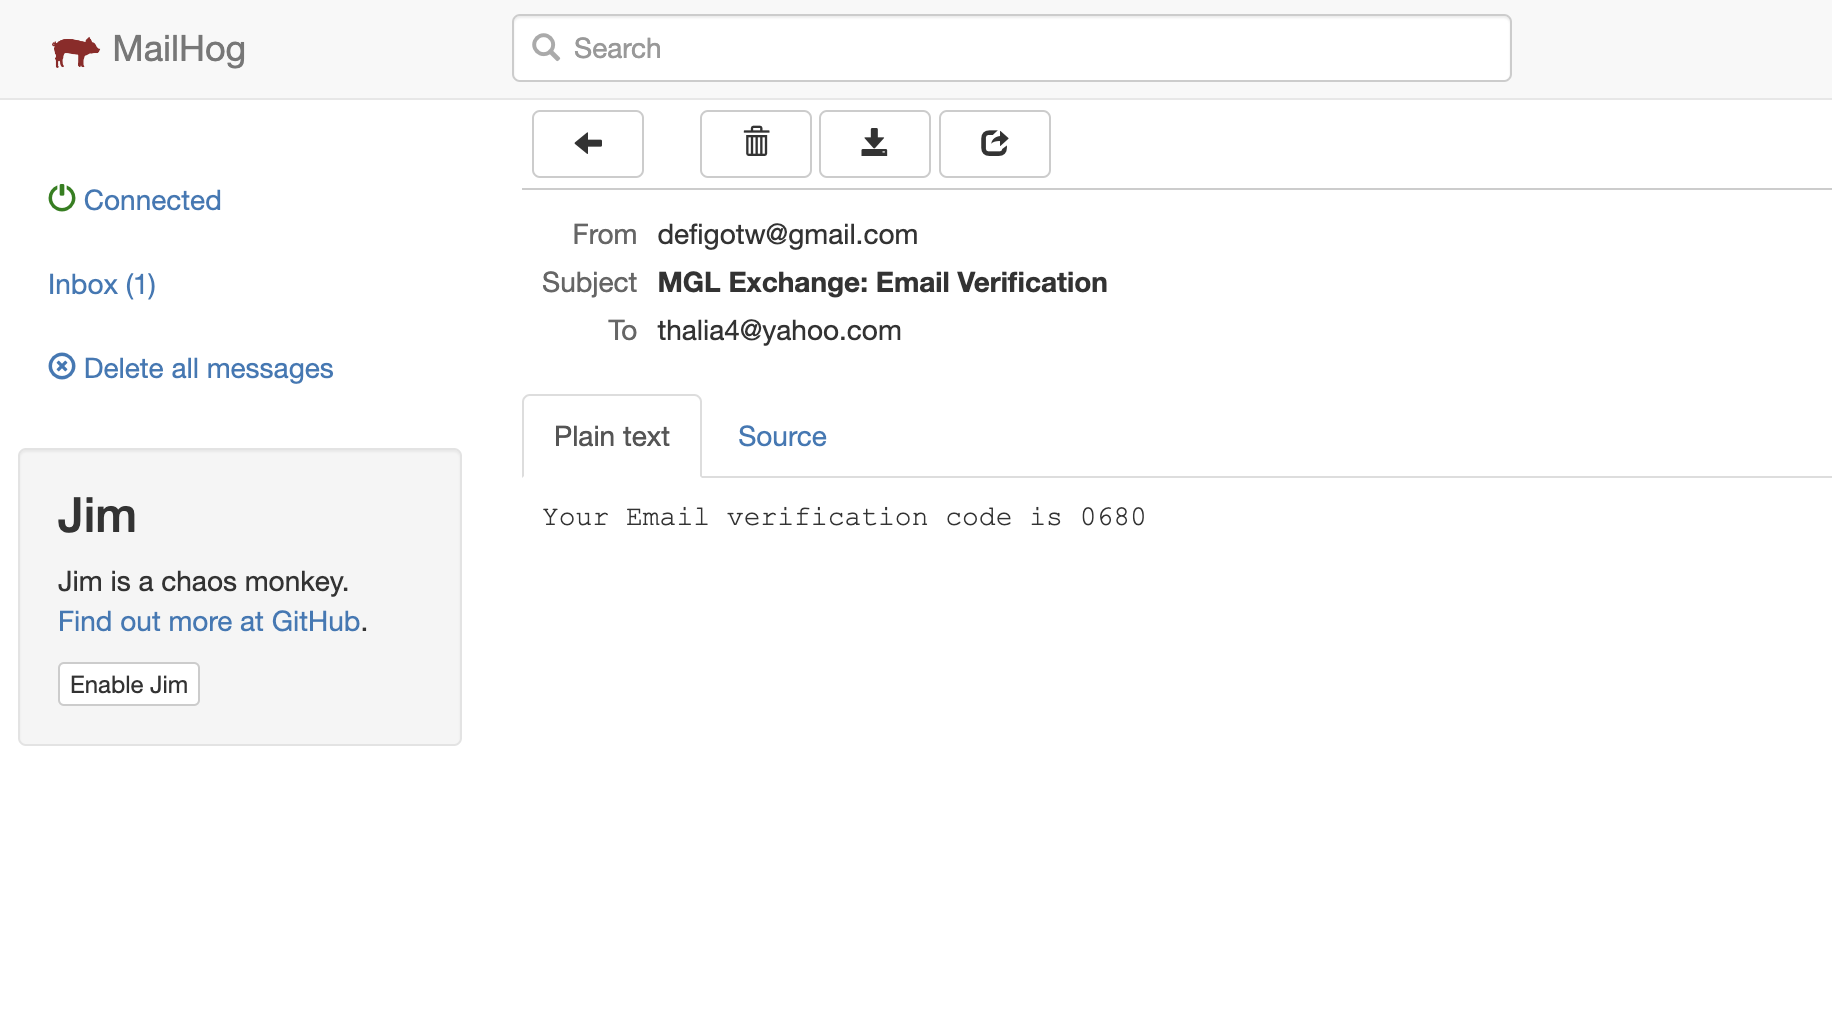 MailHog
Search
Connected
Inbox (1)
Delete all messages
Jim
Jim is a chaos monkey.
Find out more at GitHub.
Enable Jim
From defigotw@gmail.com
Subject MGL Exchange: Email Verification
To thalia4@yahoo.com
Plain text Source
Your Email verification code is 0680